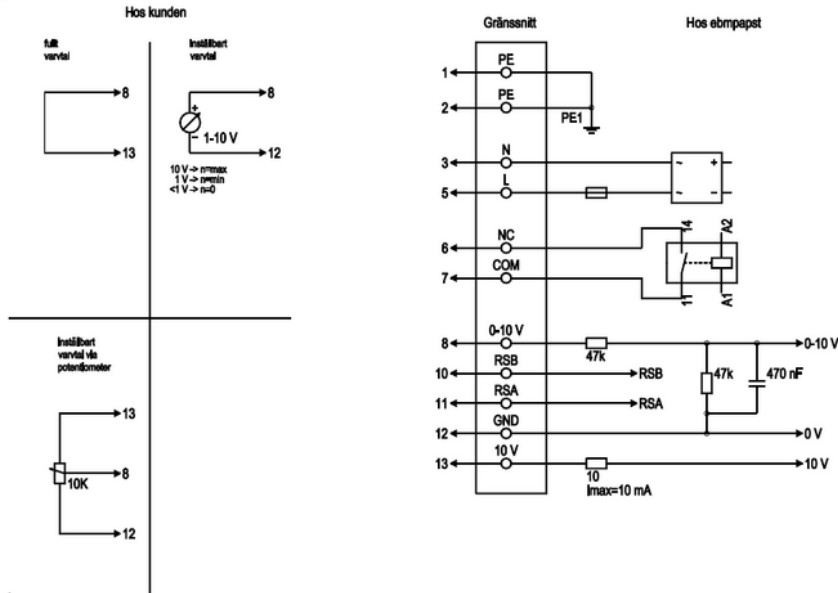 Hos kunden
fullt
varvtal
8
13
Inställbart
varvtal
8
+
−
1-10 V
12
10 V -> n=max
1 V -> n=min
<1 V -> n=0
Inställbart
varvtal via
potentiometer
13
8
10K
12
Gränssnitt
Hos ebmpapst
1
PE
2
PE
PE1
3
N
~
+
5
L
~
−
6
NC
14
A2
7
COM
11
A1
8
0-10 V
47k
0-10 V
10
RSB
RSB
47k
470 nF
11
RSA
RSA
12
GND
0 V
13
10 V
10
10 V
Imax=10 mA